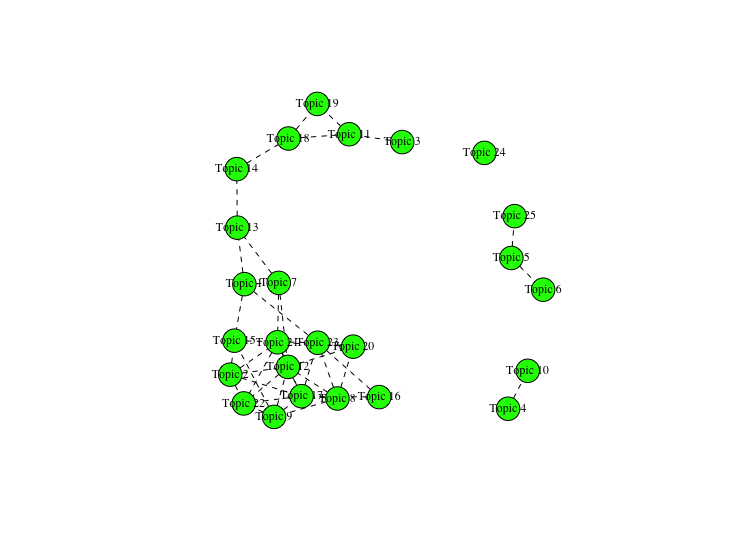 Topic 19
Topic 18
Topic 11
Topic 3
Topic 24
Topic 14
Topic 25
Topic 13
Topic 5
Topic 1
Topic 7
Topic 6
Topic 15
Topic 21
Topic 23
Topic 20
Topic 12
Topic 10
Topic 2
Topic 17
Topic 8
Topic 16
Topic 22
Topic 4
Topic 9